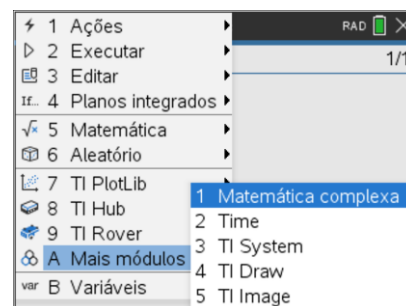 1 Ações
RAD
2 Executar
1/1
3 Editar
If... 4 Planos integrados
5 Matemática
6 Aleatório
7 TI PlotLib
8 TI Hub
9 TI Rover
A Mais módulos
var B Variáveis
1 Matemática complexa
2 Time
3 TI System
4 TI Draw
5 TI Image